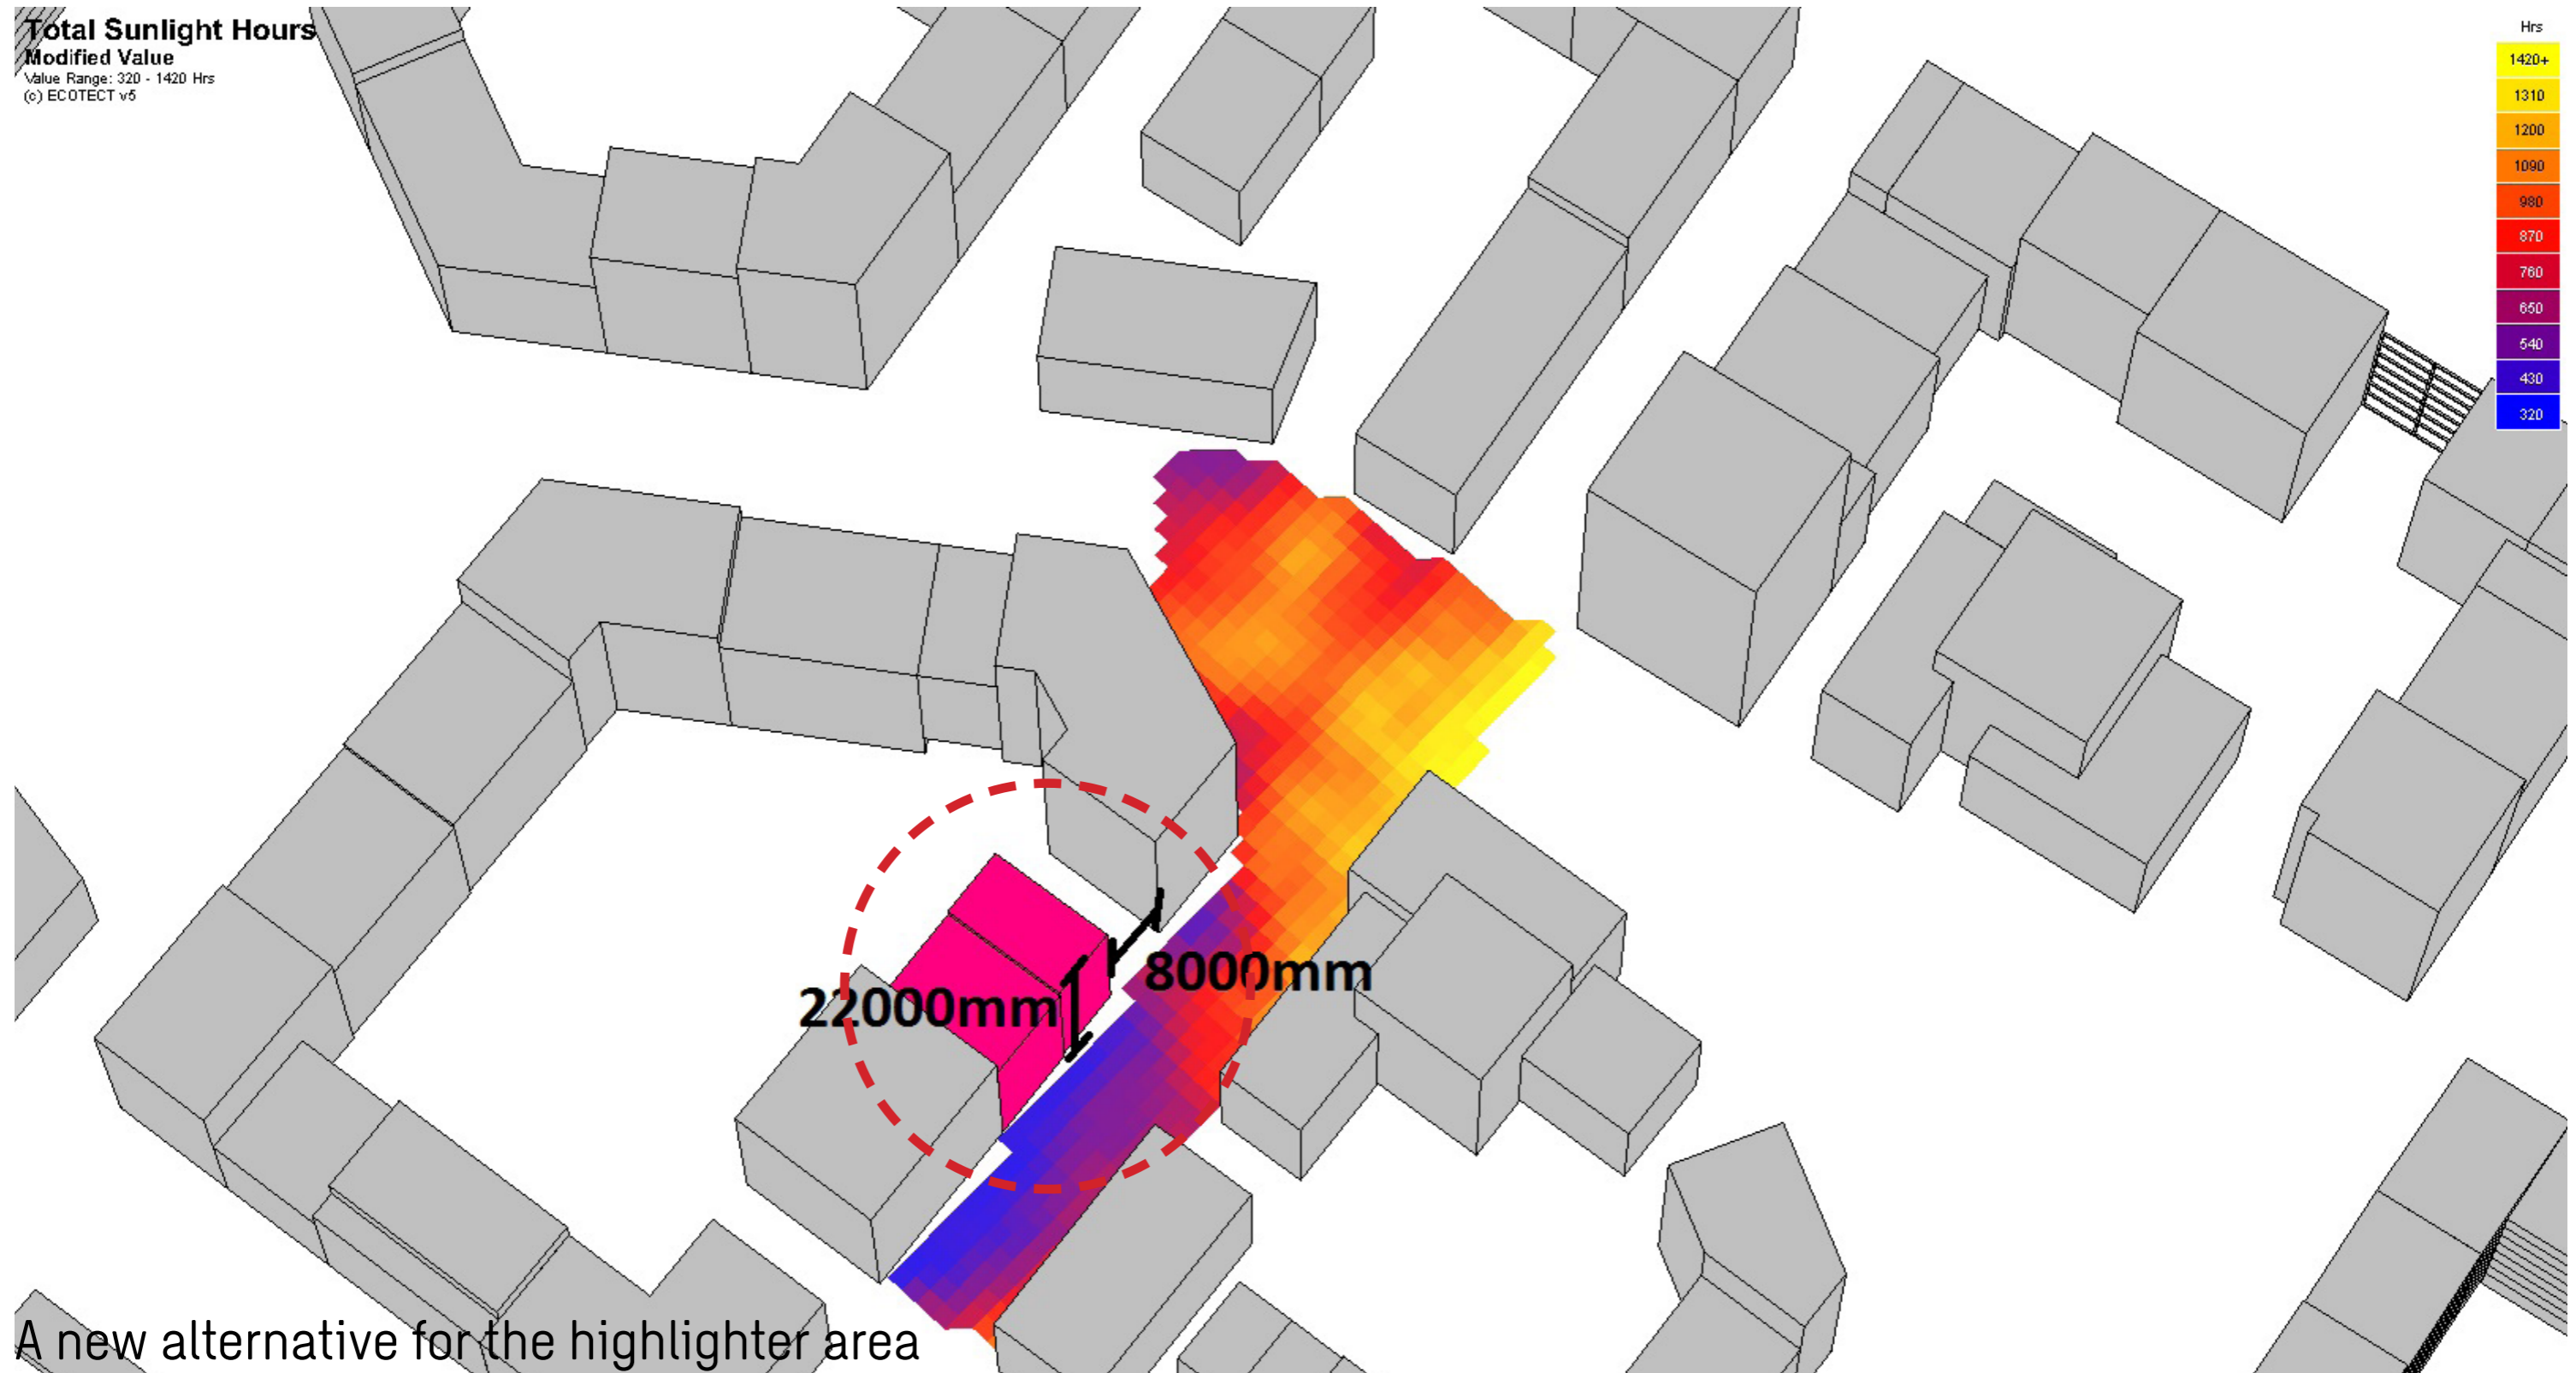 Total Sunlight Hours
Modified Value
Value Range: 320 - 1420 Hrs
(c) ECOTECT v5
Hrs
1420+
1310
1200
1090
980
870
760
650
540
430
320
8000mm
22000mm
A new alternative for the highlighter area